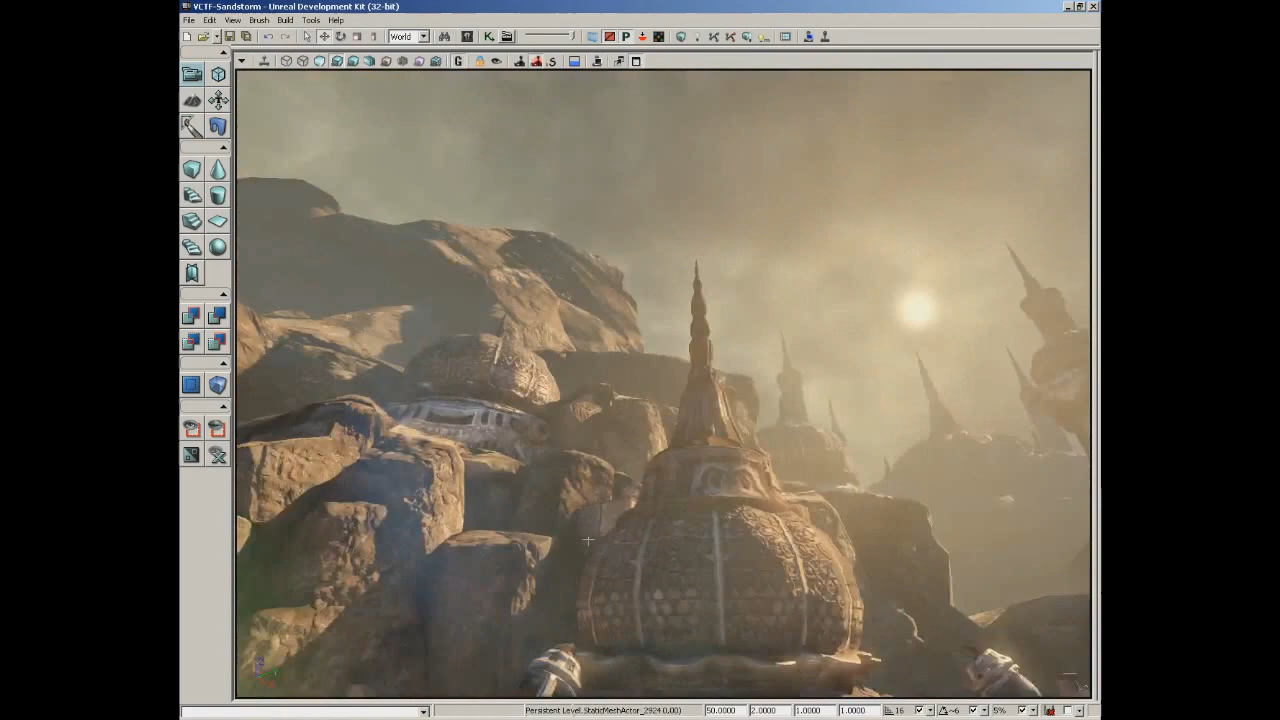 VCTF-Sandstorm - Unreal Development Kit (32-bit)
File Edit View Brush Build Tools Help
World
P
K
G
S
Persistent Level.StaticMeshActor_2924 0,00)
50.0000
2.0000
1.0000
1.0000
16
~6
5%